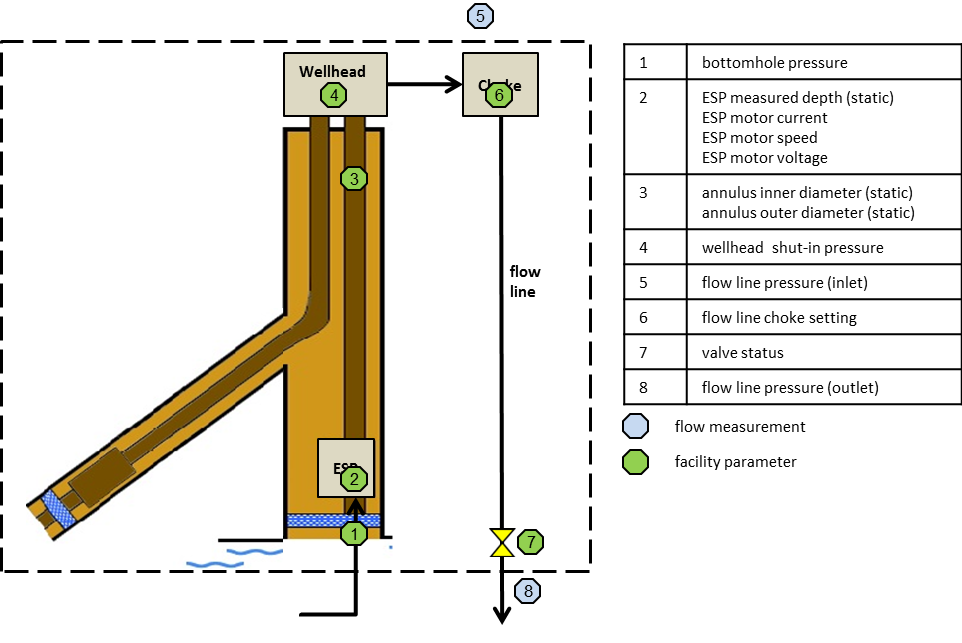 5
Wellhead
4
Choke
6
3
flow
line
ESP
2
1
7
8
1 bottomhole pressure
2 ESP measured depth (static)
ESP motor current
ESP motor speed
ESP motor voltage
3 annulus inner diameter (static)
annulus outer diameter (static)
4 wellhead shut-in pressure
5 flow line pressure (inlet)
6 flow line choke setting
7 valve status
8 flow line pressure (outlet)
flow measurement
facility parameter